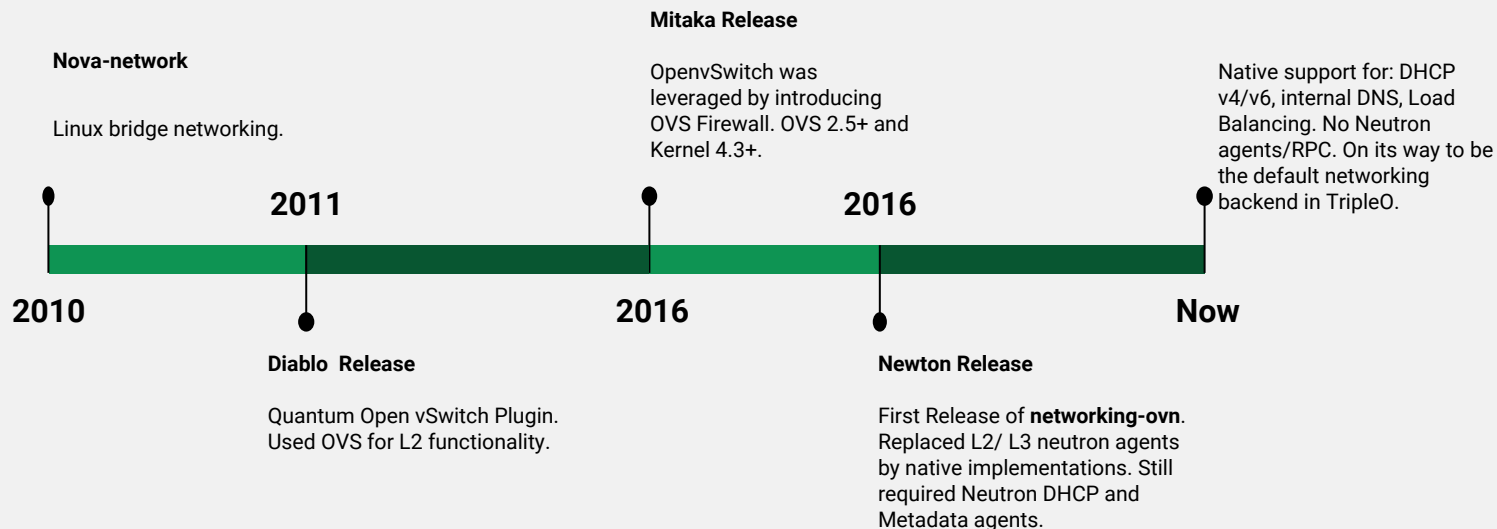 Nova-network
Linux bridge networking.
2010
2011
Diablo  Release
Quantum Open vSwitch Plugin.
Used OVS for L2 functionality.
Mitaka Release
OpenvSwitch was
leveraged by introducing
OVS Firewall. OVS 2.5+ and
Kernel 4.3+.
2016
2016
Newton Release
First Release of networking-ovn.
Replaced L2/ L3 neutron agents
by native implementations. Still
required Neutron DHCP and
Metadata agents.
Native support for: DHCP
v4/v6, internal DNS, Load
Balancing. No Neutron
agents/RPC. On its way to be
the default networking
backend in TripleO.
Now